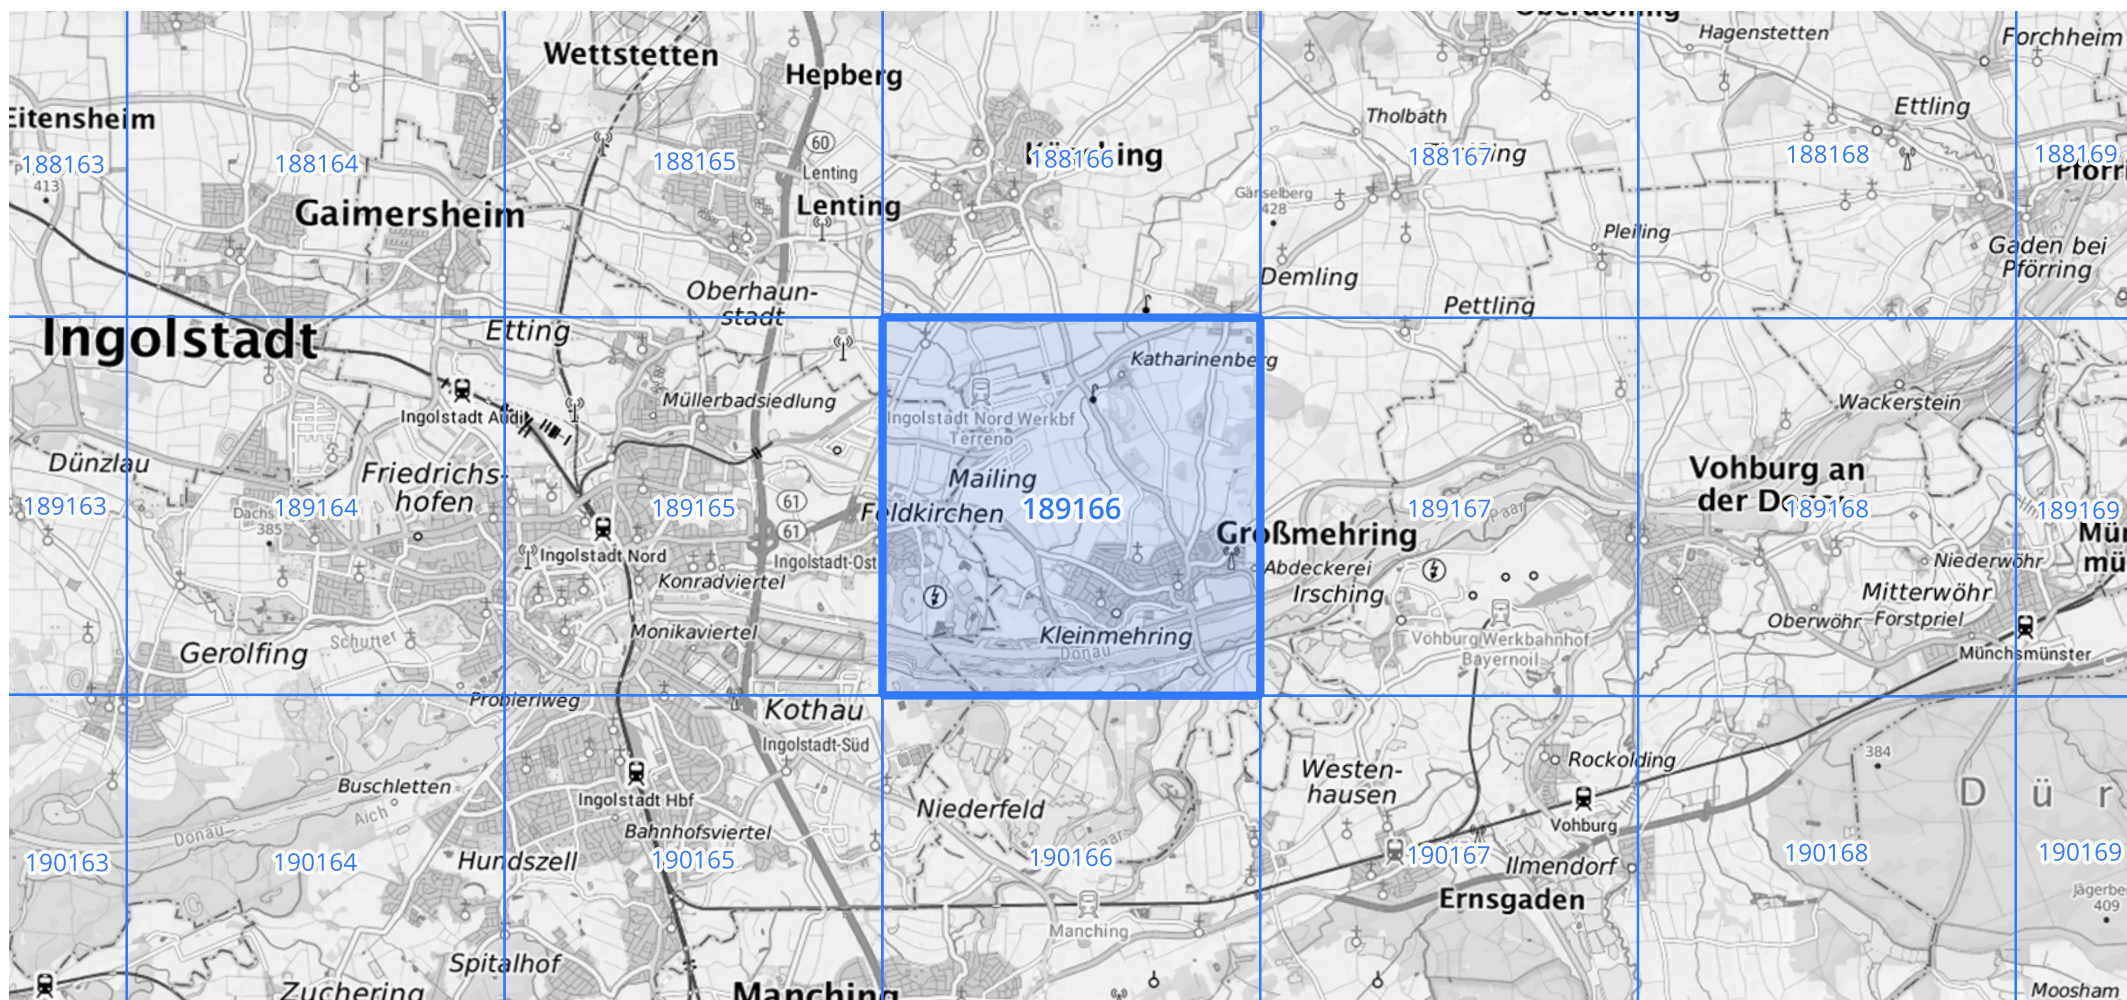 Oberdolling
Hagenstetten
Forchheim
Wettstetten
Hepberg
Eitensheim
Tholbath
Ettling
60
Lenting
188163
188164
188165
188166
188167
188168
188169
413
Gänselberg
428
Gaimersheim
Lenting
Pleiling
Gaden bei
Pförring
Demling
Pettling
Oberhaun-
stadt
Ingolstadt
Etting
Katharinenberg
Müllerbadsiedlung
Wackerstein
Ingolstadt Audi
Ingolstadt Nord Werkbf
Terreno
Dünzlau
Friedrichs-
hofen
Mailing
Vohburg an
der Donau
61
61
Feldkirchen
Paar
189163
189164
189165
189166
189167
189168
189169
385
Großmehring
Ingolstadt Nord
Ingolstadt-Ost
Konradviertel
Abdeckerei
Irsching
Niederwöhr
Mitterwöhr
Oberwöhr
Forstpriel
Monikaviertel
Kleinmehring
Donau
Vohburg Werkbahnhof
Bayernoil
Münchsmünster
Gerolfing
Schutter
Probierlweg
Kothau
Ingolstadt-Süd
384
Rockolding
Westen-
hausen
Buschletten
Aich
Donau
Ingolstadt Hbf
Niederfeld
Vohburg
Dür
Bahnhofsviertel
Hundszell
190163
190164
190165
190166
190167
190168
190169
Ilmendorf
Ernsgaden
409
Manching
Spitalhof
Zuchering
Manching
Moosham